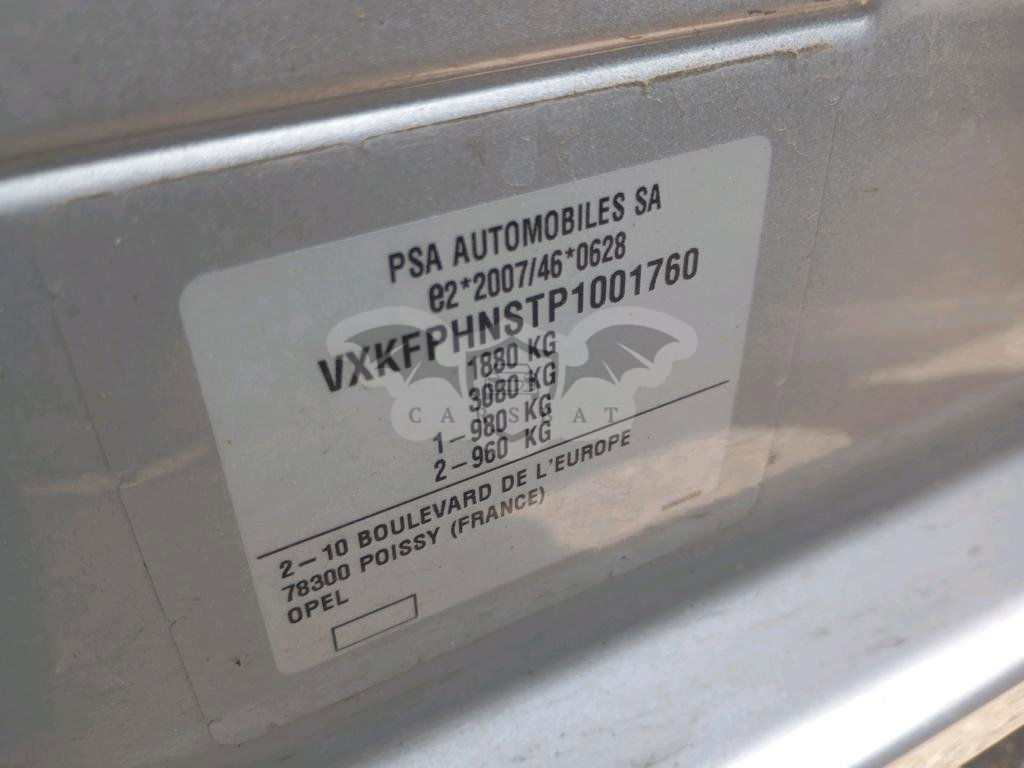 PSA AUTOMOBILES SA
e2*2007/46*0628
VXKFPHNSTP1001760
1880 KG
3080 KG
1-980 KG
2-960 KG
2-10 BOULEVARD DE L'EUROPE
78300 POISSY (FRANCE)
OPEL